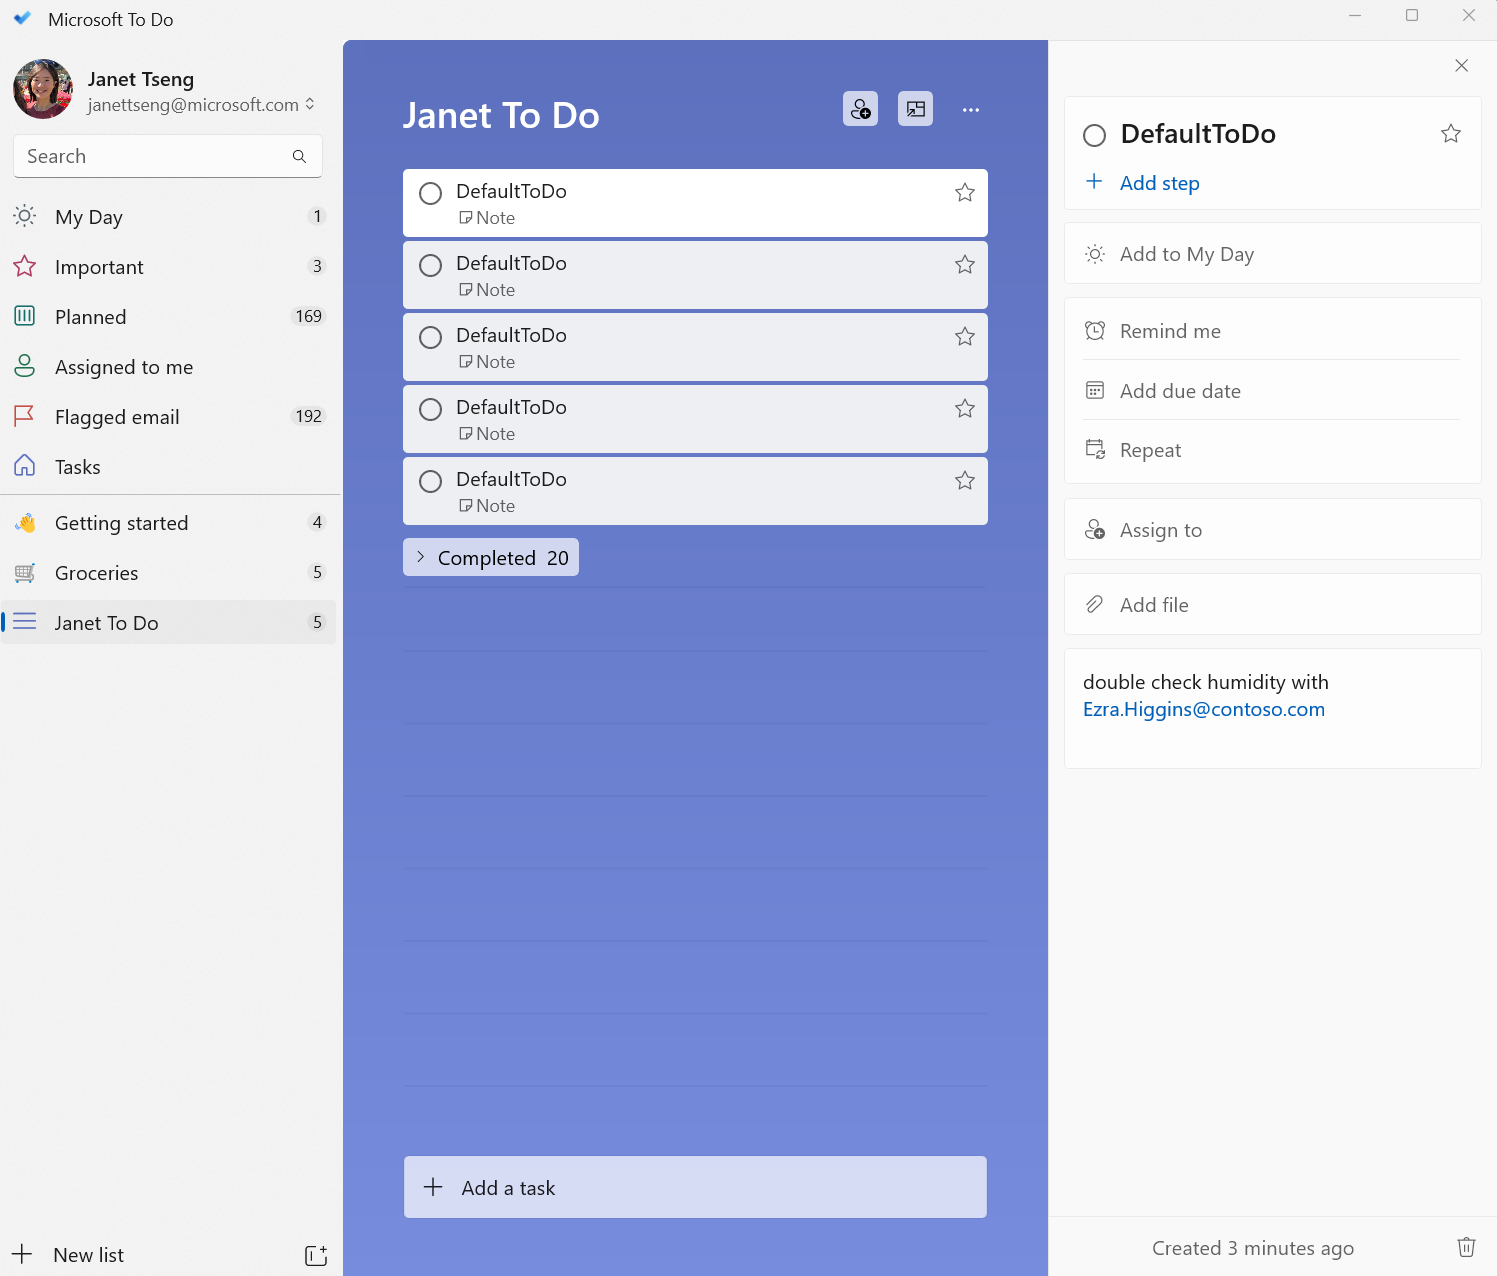 Microsoft To Do
Janet Tseng
janettseng@microsoft.com
Search
My Day 1
Important 3
Planned 169
Assigned to me
Flagged email 192
Tasks
Getting started 4
Groceries 5
Janet To Do 5
New list
Janet To Do
DefaultToDo
Note
DefaultToDo
Note
DefaultToDo
Note
DefaultToDo
Note
DefaultToDo
Note
Completed 20
Add a task
DefaultToDo
Add step
Add to My Day
Remind me
Add due date
Repeat
Assign to
Add file
double check humidity with
Ezra.Higgins@contoso.com
Created 3 minutes ago